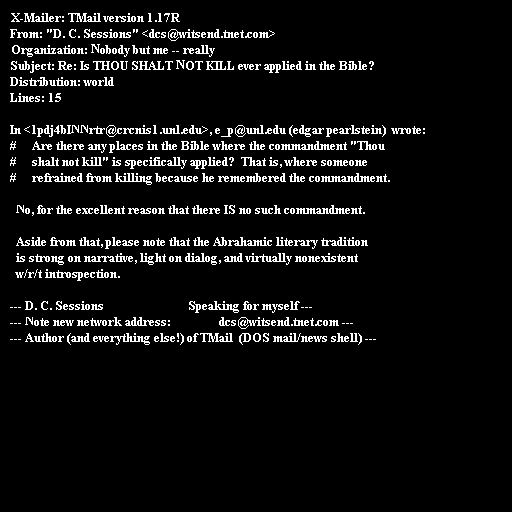 X-Mailer: TMail version 1.17R
From: "D. C. Sessions" <dcs@witsend.tnet.com>
Organization: Nobody but me -- really
Subject: Re: Is THOU SHALT NOT KILL ever applied in the Bible?
Distribution: world
Lines: 15

In <1pdj4bINNrtr@crcnis1.unl.edu>, e_p@unl.edu (edgar pearlstein) wrote:
# Are there any places in the Bible where the commandment "Thou
# shalt not kill" is specifically applied? That is, where someone
# refrained from killing because he remembered the commandment.

No, for the excellent reason that there IS no such commandment.

Aside from that, please note that the Abrahamic literary tradition
is strong on narrative, light on dialog, and virtually nonexistent
w/r/t introspection.

--- D. C. Sessions Speaking for myself ---
--- Note new network address: dcs@witsend.tnet.com ---
--- Author (and everything else!) of TMail (DOS mail/news shell) ---